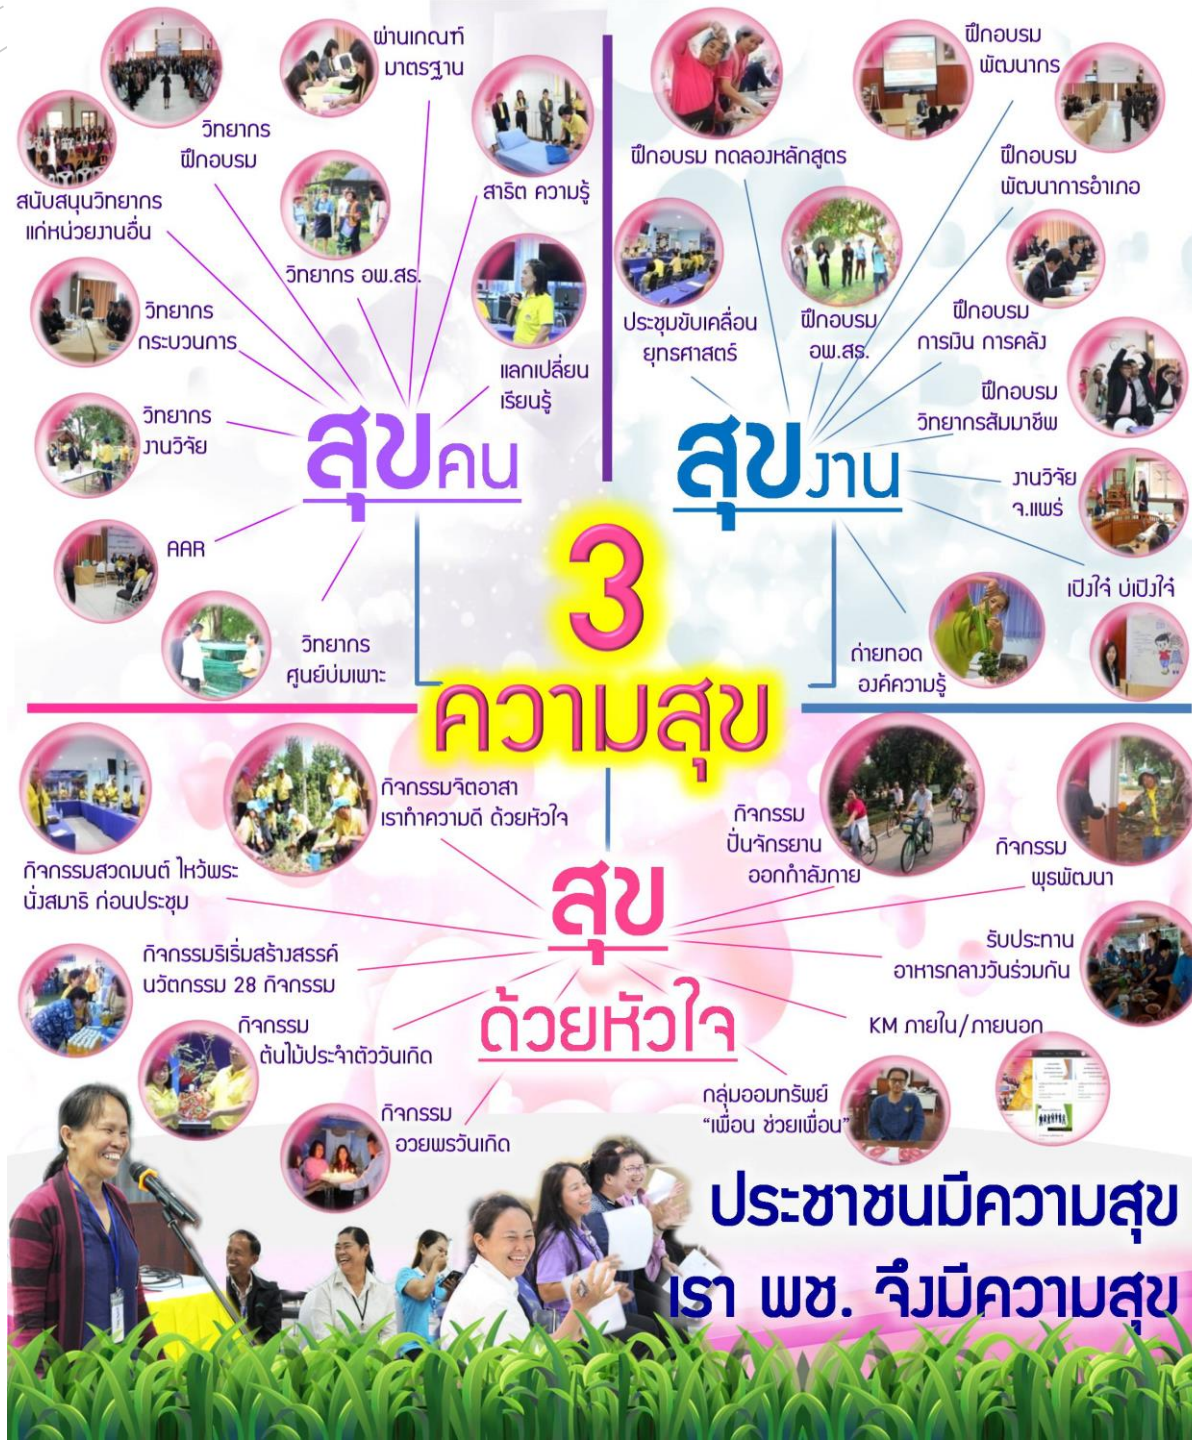 ผ่านเกณฑ์
มาตรฐาน
วิทยากร
ฝึกอบรม
สนับสนุนวิทยากร
แก่หน่วยงานอื่น
สาธิต ความรู้
วิทยากร อพ.สธ.
วิทยากร
กระบวนการ
แลกเปลี่ยน
เรียนรู้
วิทยากร
งานวิจัย
สุขคน
AAR
วิทยากร
ศูนย์บ่มเพาะ
ฝึกอบรม
พัฒนากร
ฝึกอบรม ทดลองหลักสูตร
ฝึกอบรม
พัฒนาการอำเภอ
ประชุมขับเคลื่อน
ยุทธศาสตร์
ฝึกอบรม
อพ.สธ.
ฝึกอบรม
การเงิน การคลัง
ฝึกอบรม
วิทยากรสัมมาชีพ
สุขงาน
งานวิจัย
จ.แพร่
เปิงใจ๋ บ่เปิงใจ๋
ถ่ายทอด
องค์ความรู้
3
ความสุข
กิจกรรมจิตอาสา
เราทำความดี ด้วยหัวใจ
กิจกรรมสวดมนต์ ไหว้พระ
นั่งสมาธิ ก่อนประชุม
กิจกรรม
ปั่นจักรยาน
ออกกำลังกาย
กิจกรรม
พุธพัฒนา
สุข
ด้วยหัวใจ
กิจกรรมริเริ่มสร้างสรรค์
นวัตกรรม 28 กิจกรรม
รับประทาน
อาหารกลางวันร่วมกัน
กิจกรรม
ต้นไม้ประจำตัววันเกิด
KM ภายใน/ภายนอก
กิจกรรม
อวยพรวันเกิด
กลุ่มออมทรัพย์
“เพื่อน ช่วยเพื่อน”
ประชาชนมีความสุข
เรา พช. จึงมีความสุข